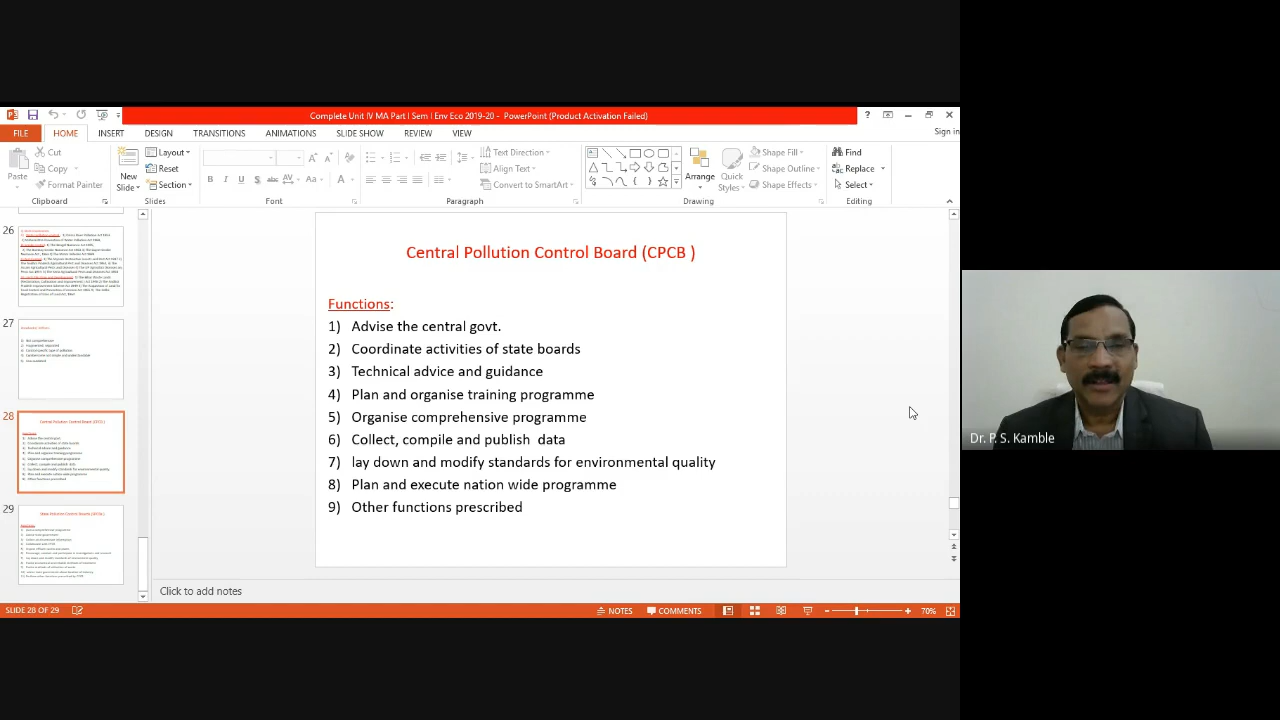 Complete Unit IV MA Part I Sem I Env Eco 2019-20 - PowerPoint (Product Activation Failed)
FILE HOME INSERT DESIGN TRANSITIONS ANIMATIONS SLIDE SHOW REVIEW VIEW Sign in
Cut Layout Text Direction Shape Fill Find
Copy Reset Align Text Shape Outline Replace
Paste Format Painter New Slide Section Convert to SmartArt Arrange Quick Styles Shape Effects Select
Clipboard Slides Font Paragraph Drawing Editing
26
27
28
29
Central Pollution Control Board (CPCB )
Functions:
1) Advise the central govt.
2) Coordinate activities of state boards
3) Technical advice and guidance
4) Plan and organise training programme
5) Organise comprehensive programme
6) Collect, compile and publish data
7) lay down and modify standards for environmental quality
8) Plan and execute nation wide programme
9) Other functions prescribed
Click to add notes
SLIDE 28 OF 29 NOTES COMMENTS 70%
Dr. P. S. Kamble